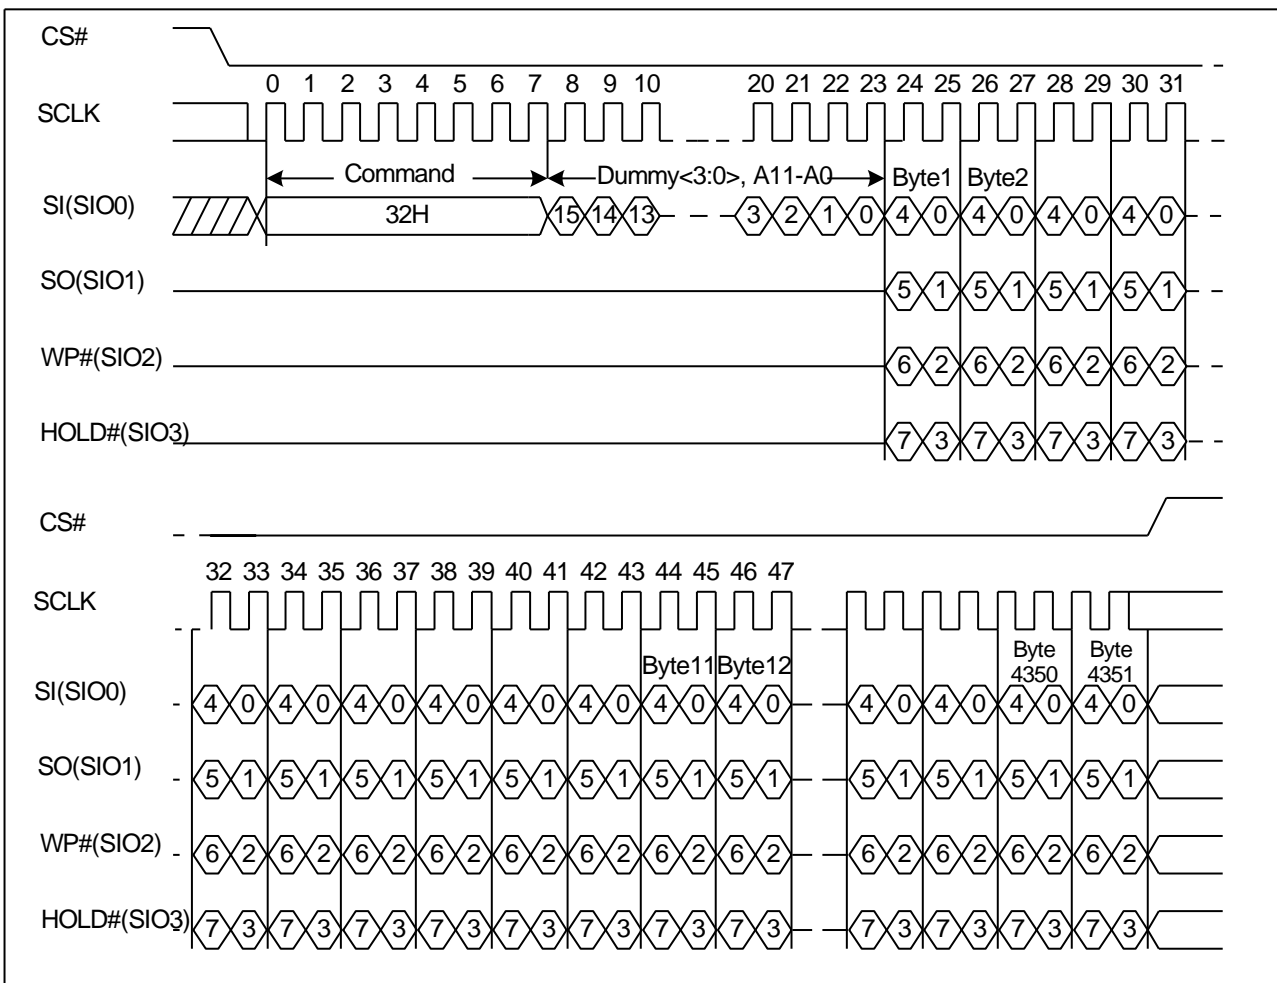 CS#
0 1 2 3 4 5 6 7 8 9 10 20 21 22 23 24 25 26 27 28 29 30 31
SCLK
Command Dummy<3:0>, A11-A0 Byte1 Byte2
SI(SIO0) 32H 15 14 13 3 2 1 0 4 0 4 0 4 0 4 0
SO(SIO1) 5 1 5 1 5 1 5 1
WP#(SIO2) 6 2 6 2 6 2 6 2
HOLD#(SIO3) 7 3 7 3 7 3 7 3
CS#
32 33 34 35 36 37 38 39 40 41 42 43 44 45 46 47
SCLK
Byte11 Byte12 Byte 4350 Byte 4351
SI(SIO0) 4 0 4 0 4 0 4 0 4 0 4 0 4 0 4 0 4 0 4 0 4 0 4 0
SO(SIO1) 5 1 5 1 5 1 5 1 5 1 5 1 5 1 5 1 5 1 5 1 5 1 5 1
WP#(SIO2) 6 2 6 2 6 2 6 2 6 2 6 2 6 2 6 2 6 2 6 2 6 2 6 2
HOLD#(SIO3) 7 3 7 3 7 3 7 3 7 3 7 3 7 3 7 3 7 3 7 3 7 3 7 3